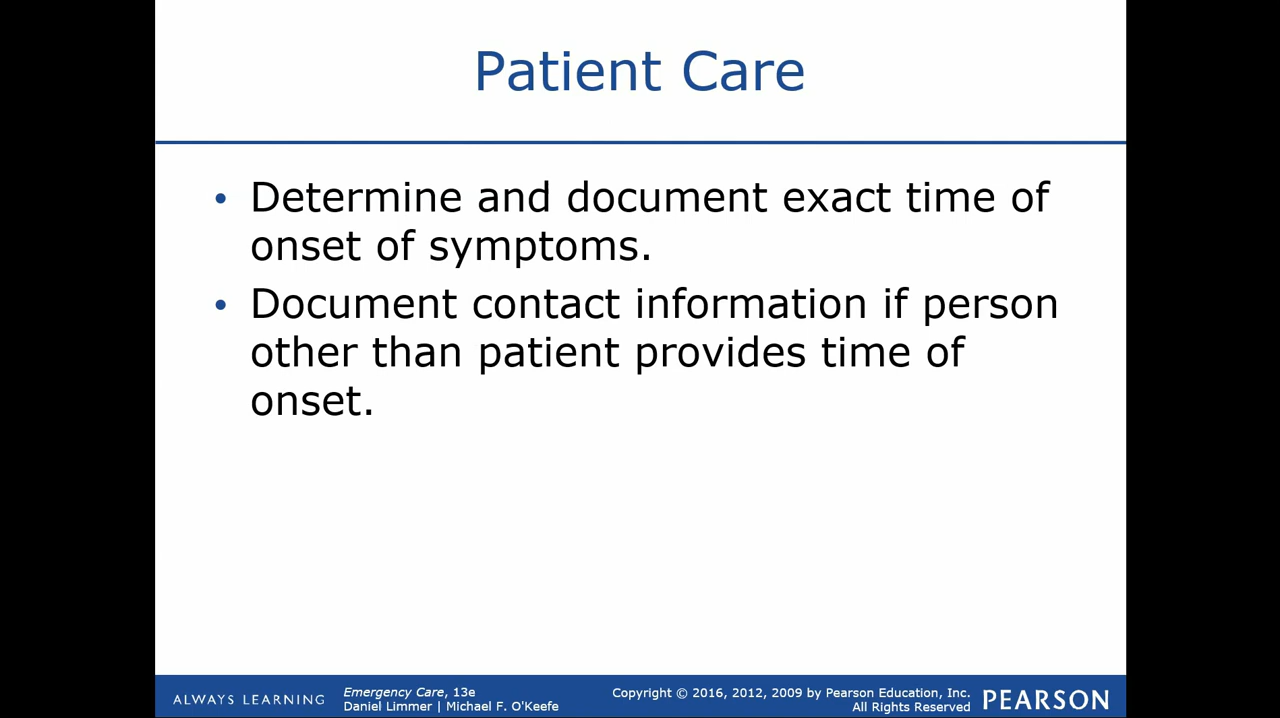 Patient Care
• Determine and document exact time of
onset of symptoms.
• Document contact information if person
other than patient provides time of
onset.
ALWAYS LEARNING
Emergency Care, 13e
Daniel Limmer | Michael F. O'Keefe
Copyright © 2016, 2012, 2009 by Pearson Education, Inc.
All Rights Reserved
PEARSON